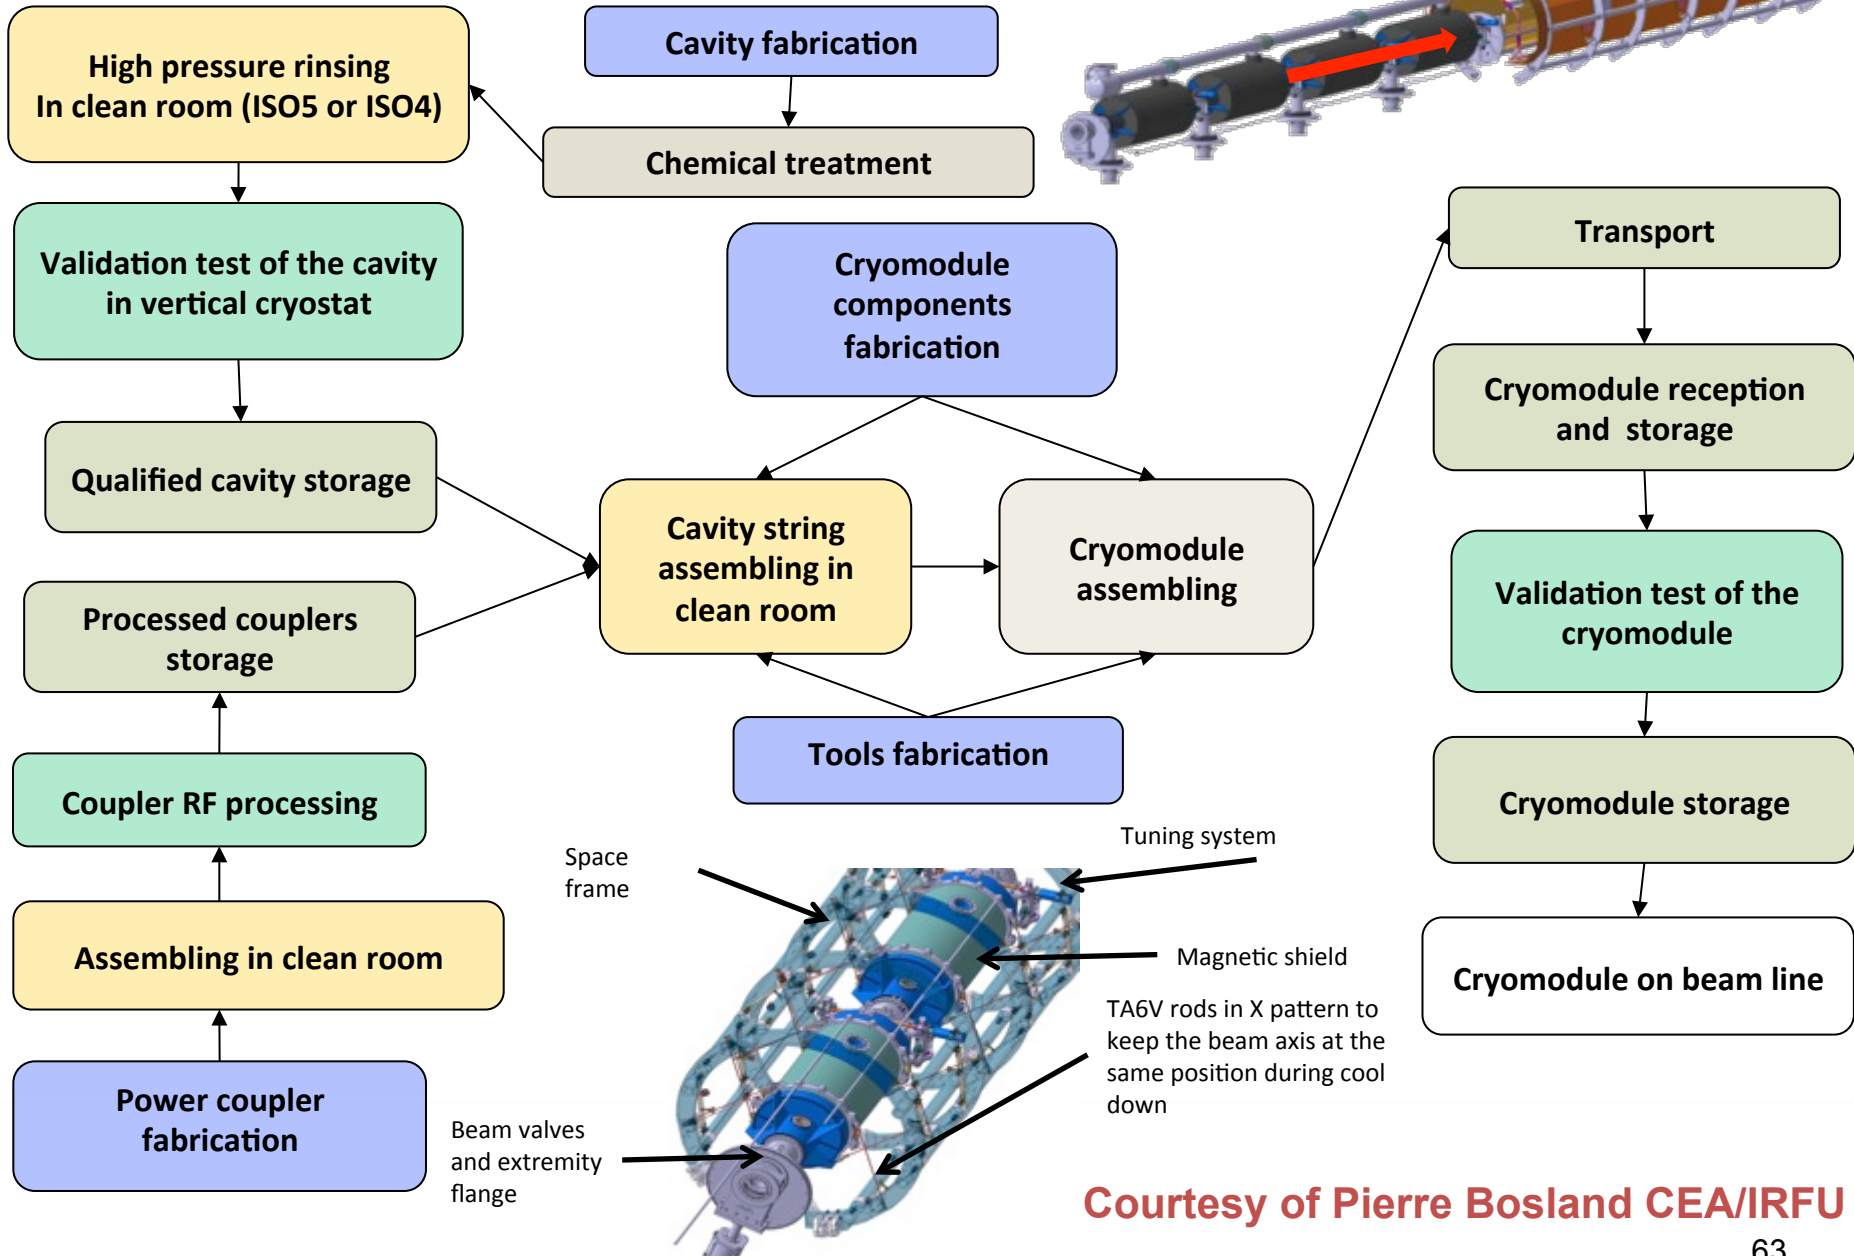 High pressure rinsing
In clean room (ISO5 or ISO4)
Cavity fabrication
Chemical treatment
Validation test of the cavity
in vertical cryostat
Qualified cavity storage
Processed couplers
storage
Coupler RF processing
Assembling in clean room
Power coupler
fabrication
Cryomodule
components
fabrication
Cavity string
assembling in
clean room
Cryomodule
assembling
Tools fabrication
Transport
Cryomodule reception
and storage
Validation test of the
cryomodule
Cryomodule storage
Cryomodule on beam line
Space
frame
Tuning system
Magnetic shield
TA6V rods in X pattern to
keep the beam axis at the
same position during cool
down
Beam valves
and extremity
flange
Courtesy of Pierre Bosland CEA/IRFU
63